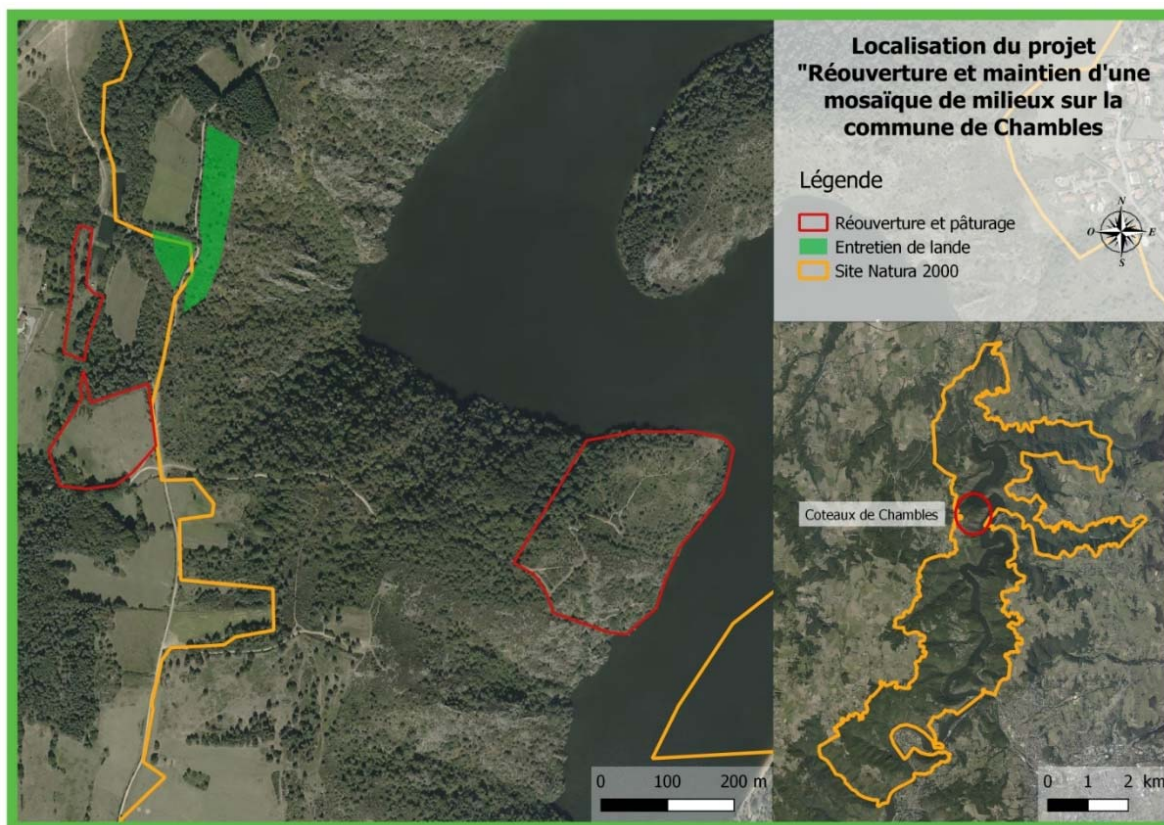 Localisation du projet
"Réouverture et maintien d'une
mosaïque de milieux sur la
commune de Chambles
Légende
Réouverture et pâturage
Entretien de lande
Site Natura 2000
N
O E
S
Coteaux de Chambles
0 100 200 m
0 1 2 km